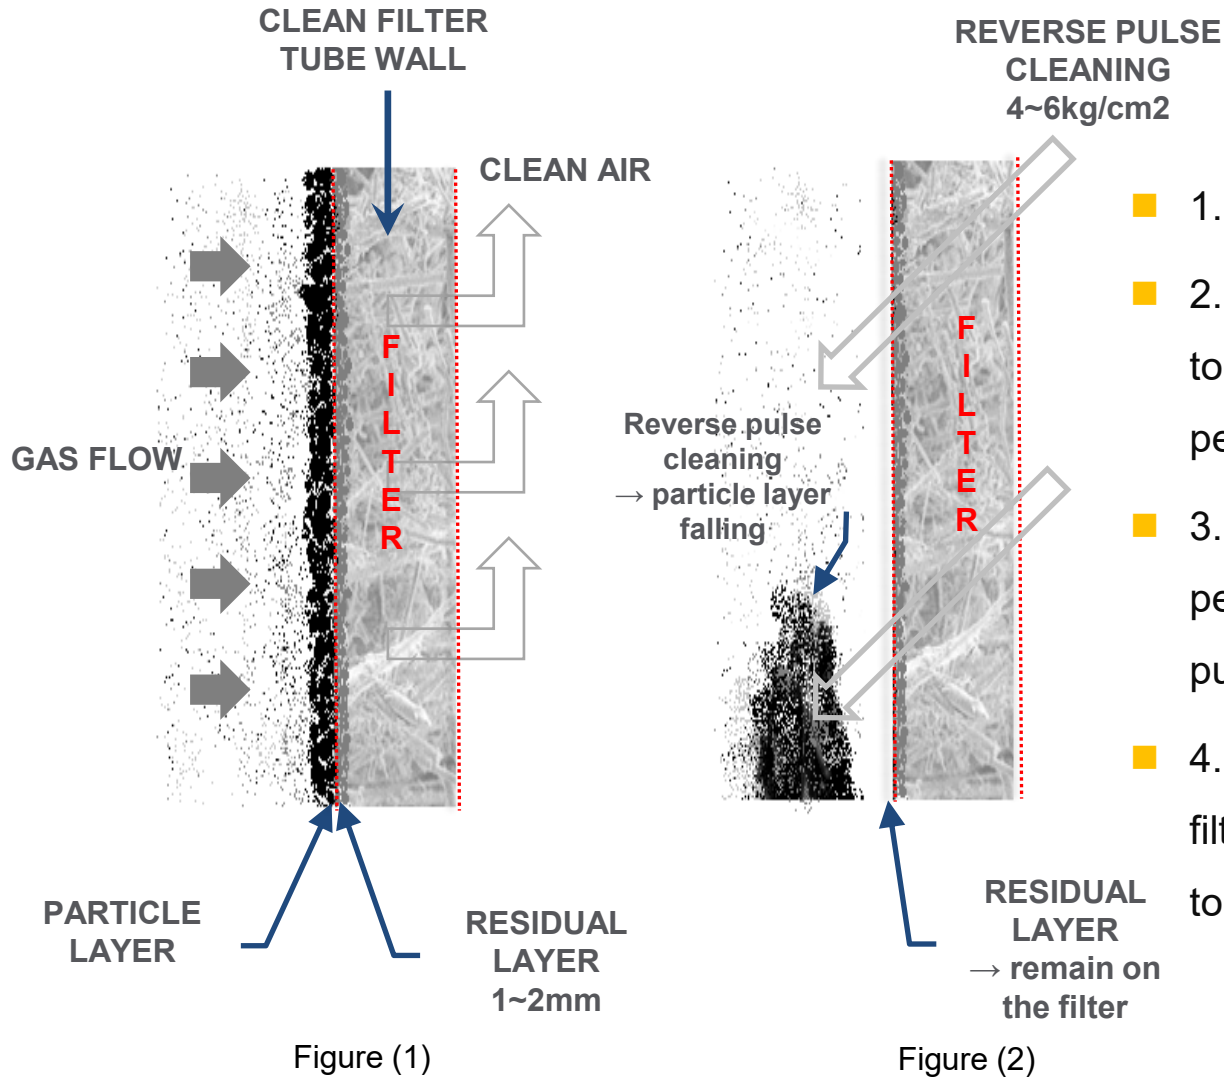 CLEAN FILTER
TUBE WALL
CLEAN AIR
GAS FLOW
FILTER
PARTICLE
LAYER
RESIDUAL
LAYER
1~2mm
Figure (1)
REVERSE PULSE
CLEANING
4~6kg/cm2
Reverse pulse
cleaning
→ particle layer
falling
FILTER
RESIDUAL
LAYER
→ remain on
the filter
Figure (2)
1.
2.
to
pe
3.
pe
pu
4.
filt
to